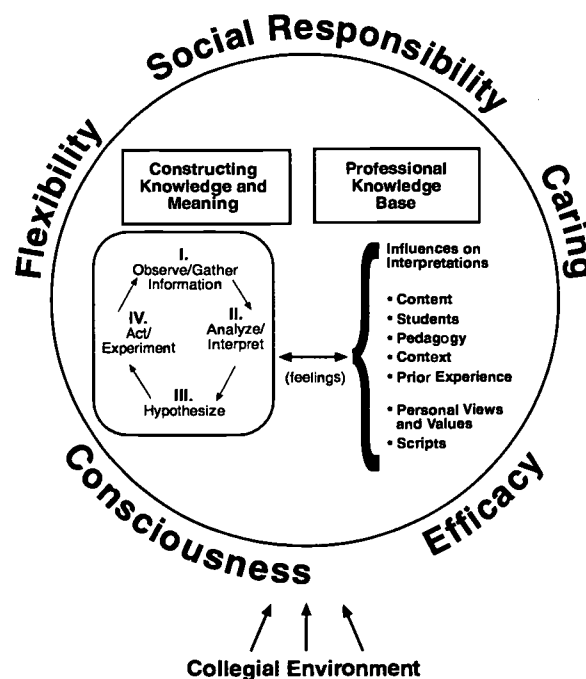 Social Responsibility
Flexibility
Caring
Constructing
Knowledge and
Meaning
Professional
Knowledge
Base
I.
Observe/Gather
Information
II.
Analyze/
Interpret
III.
Hypothesize
IV.
Act/
Experiment
(feelings)
Influences on
Interpretations
• Content
• Students
• Pedagogy
• Context
• Prior Experience
• Personal Views
and Values
• Scripts
Consciousness
Efficacy
Collegial Environment